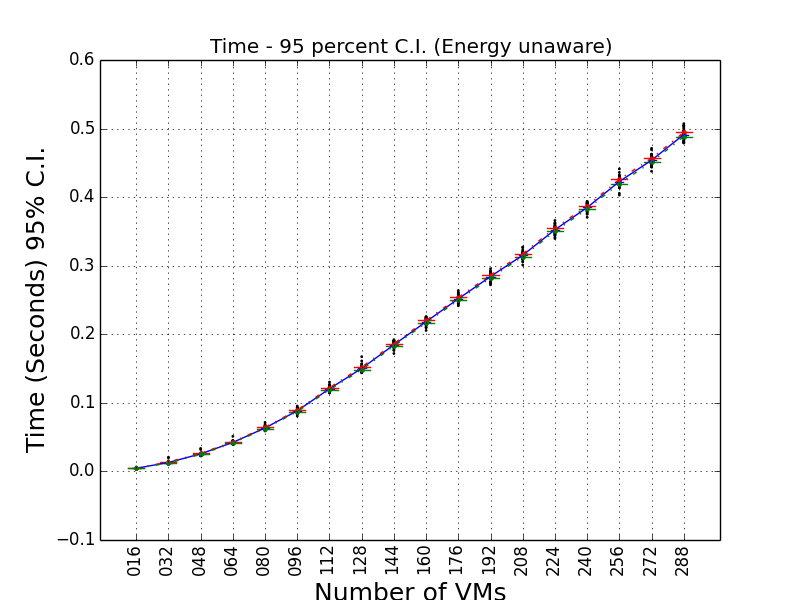 Time - 95 percent C.I. (Energy unaware)
Time (Seconds) 95% C.I.
0.6
0.5
0.4
0.3
0.2
0.1
0.0
−0.1
016 032 048 064 080 096 112 128 144 160 176 192 208 224 240 256 272 288
Number of VMs